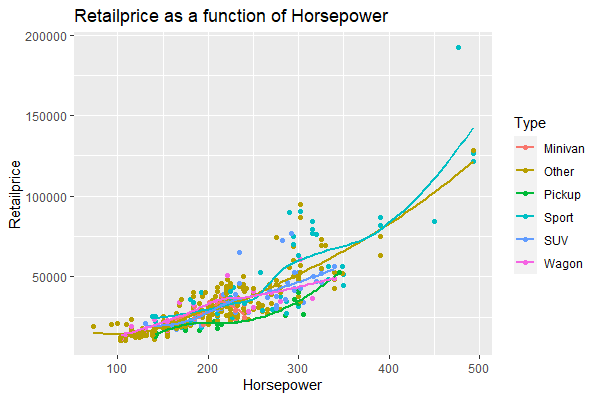 Retailprice as a function of Horsepower
200000
150000
100000
50000
Retailprice
100 200 300 400 500
Horsepower
Type
Minivan
Other
Pickup
Sport
SUV
Wagon